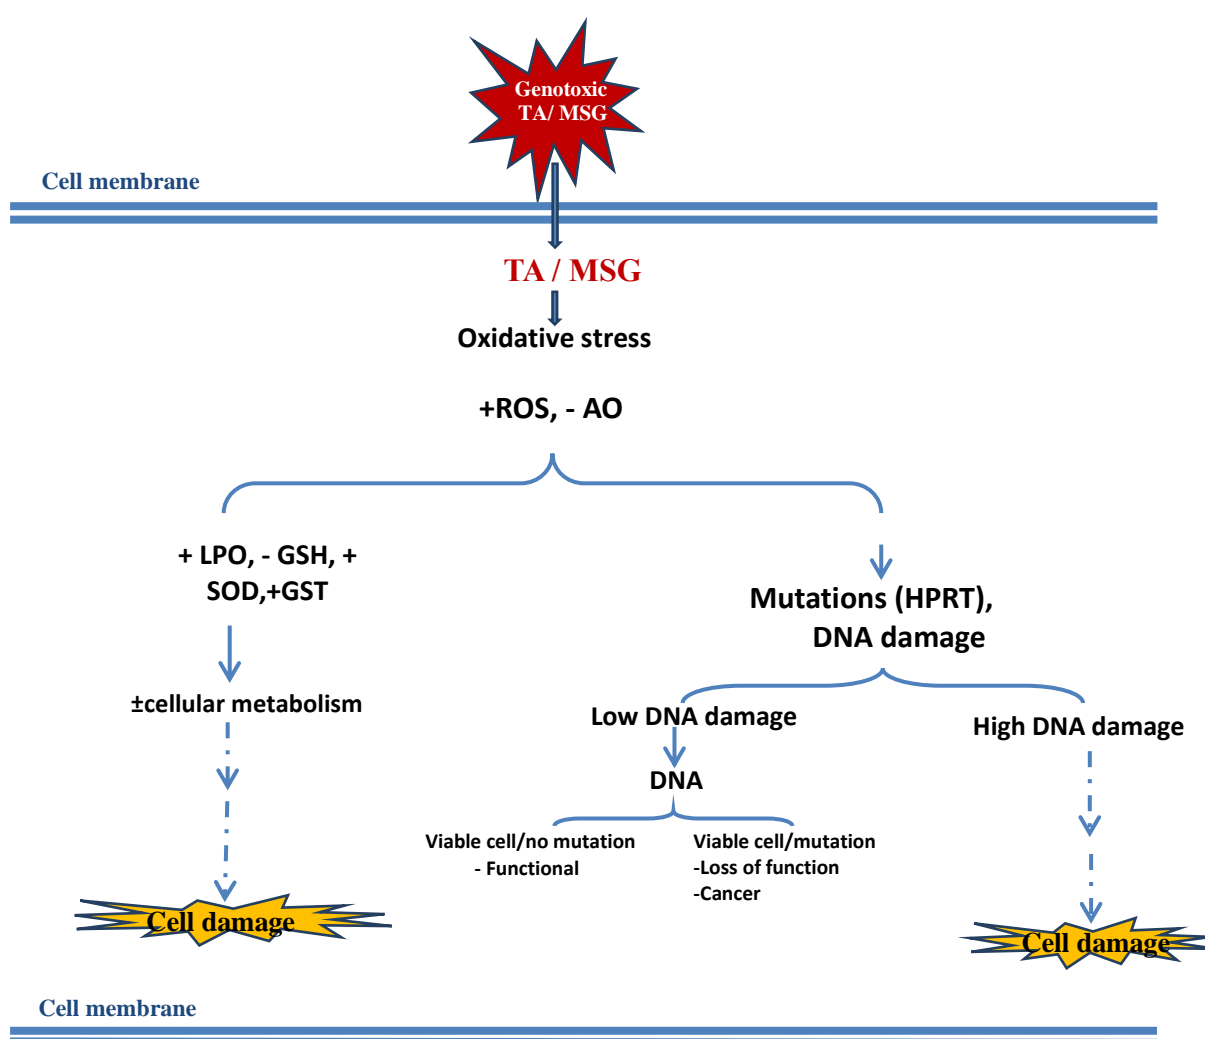 Genotoxic
TA/ MSG
Cell membrane
TA / MSG
Oxidative stress
+ROS, - AO
+ LPO, - GSH, +
SOD,+GST
Mutations (HPRT),
DNA damage
±cellular metabolism
Low DNA damage
High DNA damage
DNA
Viable cell/no mutation
- Functional
Viable cell/mutation
-Loss of function
-Cancer
Cell damage
Cell damage
Cell membrane